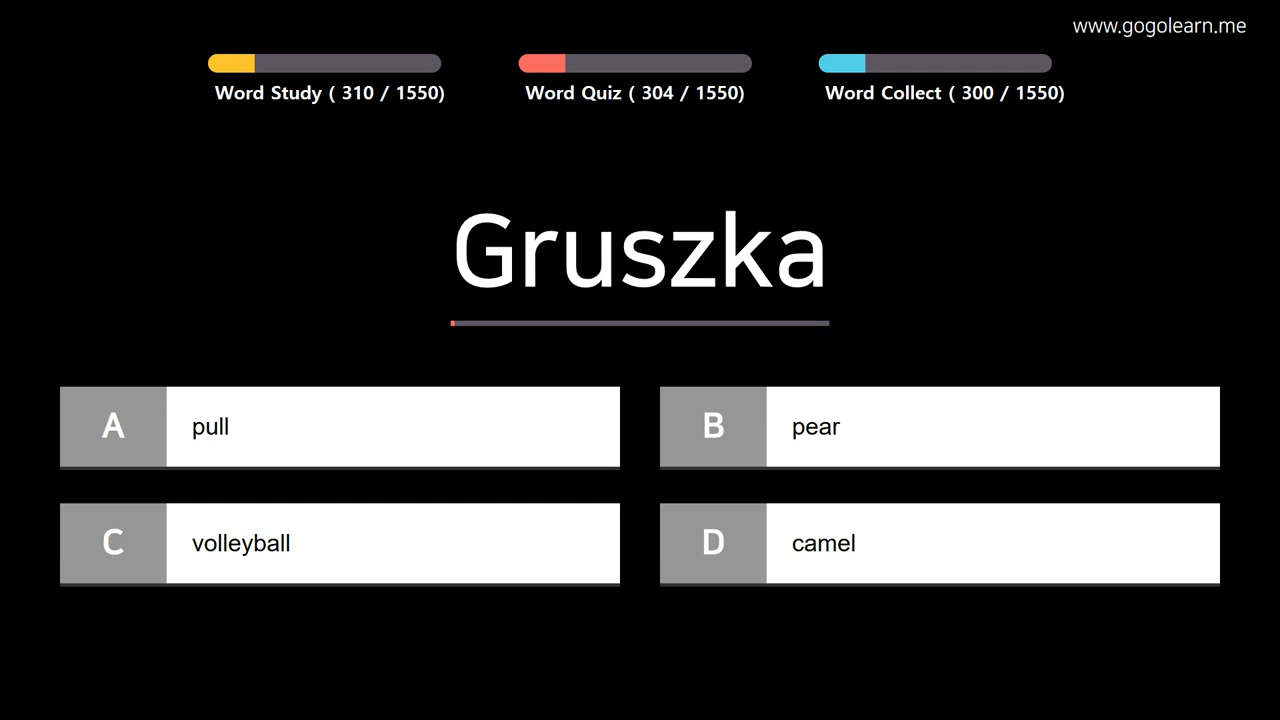 www.gogolearn.me
Word Study ( 310 / 1550)
Word Quiz ( 304 / 1550)
Word Collect ( 300 / 1550)
Gruszka
A pull
B pear
C volleyball
D camel